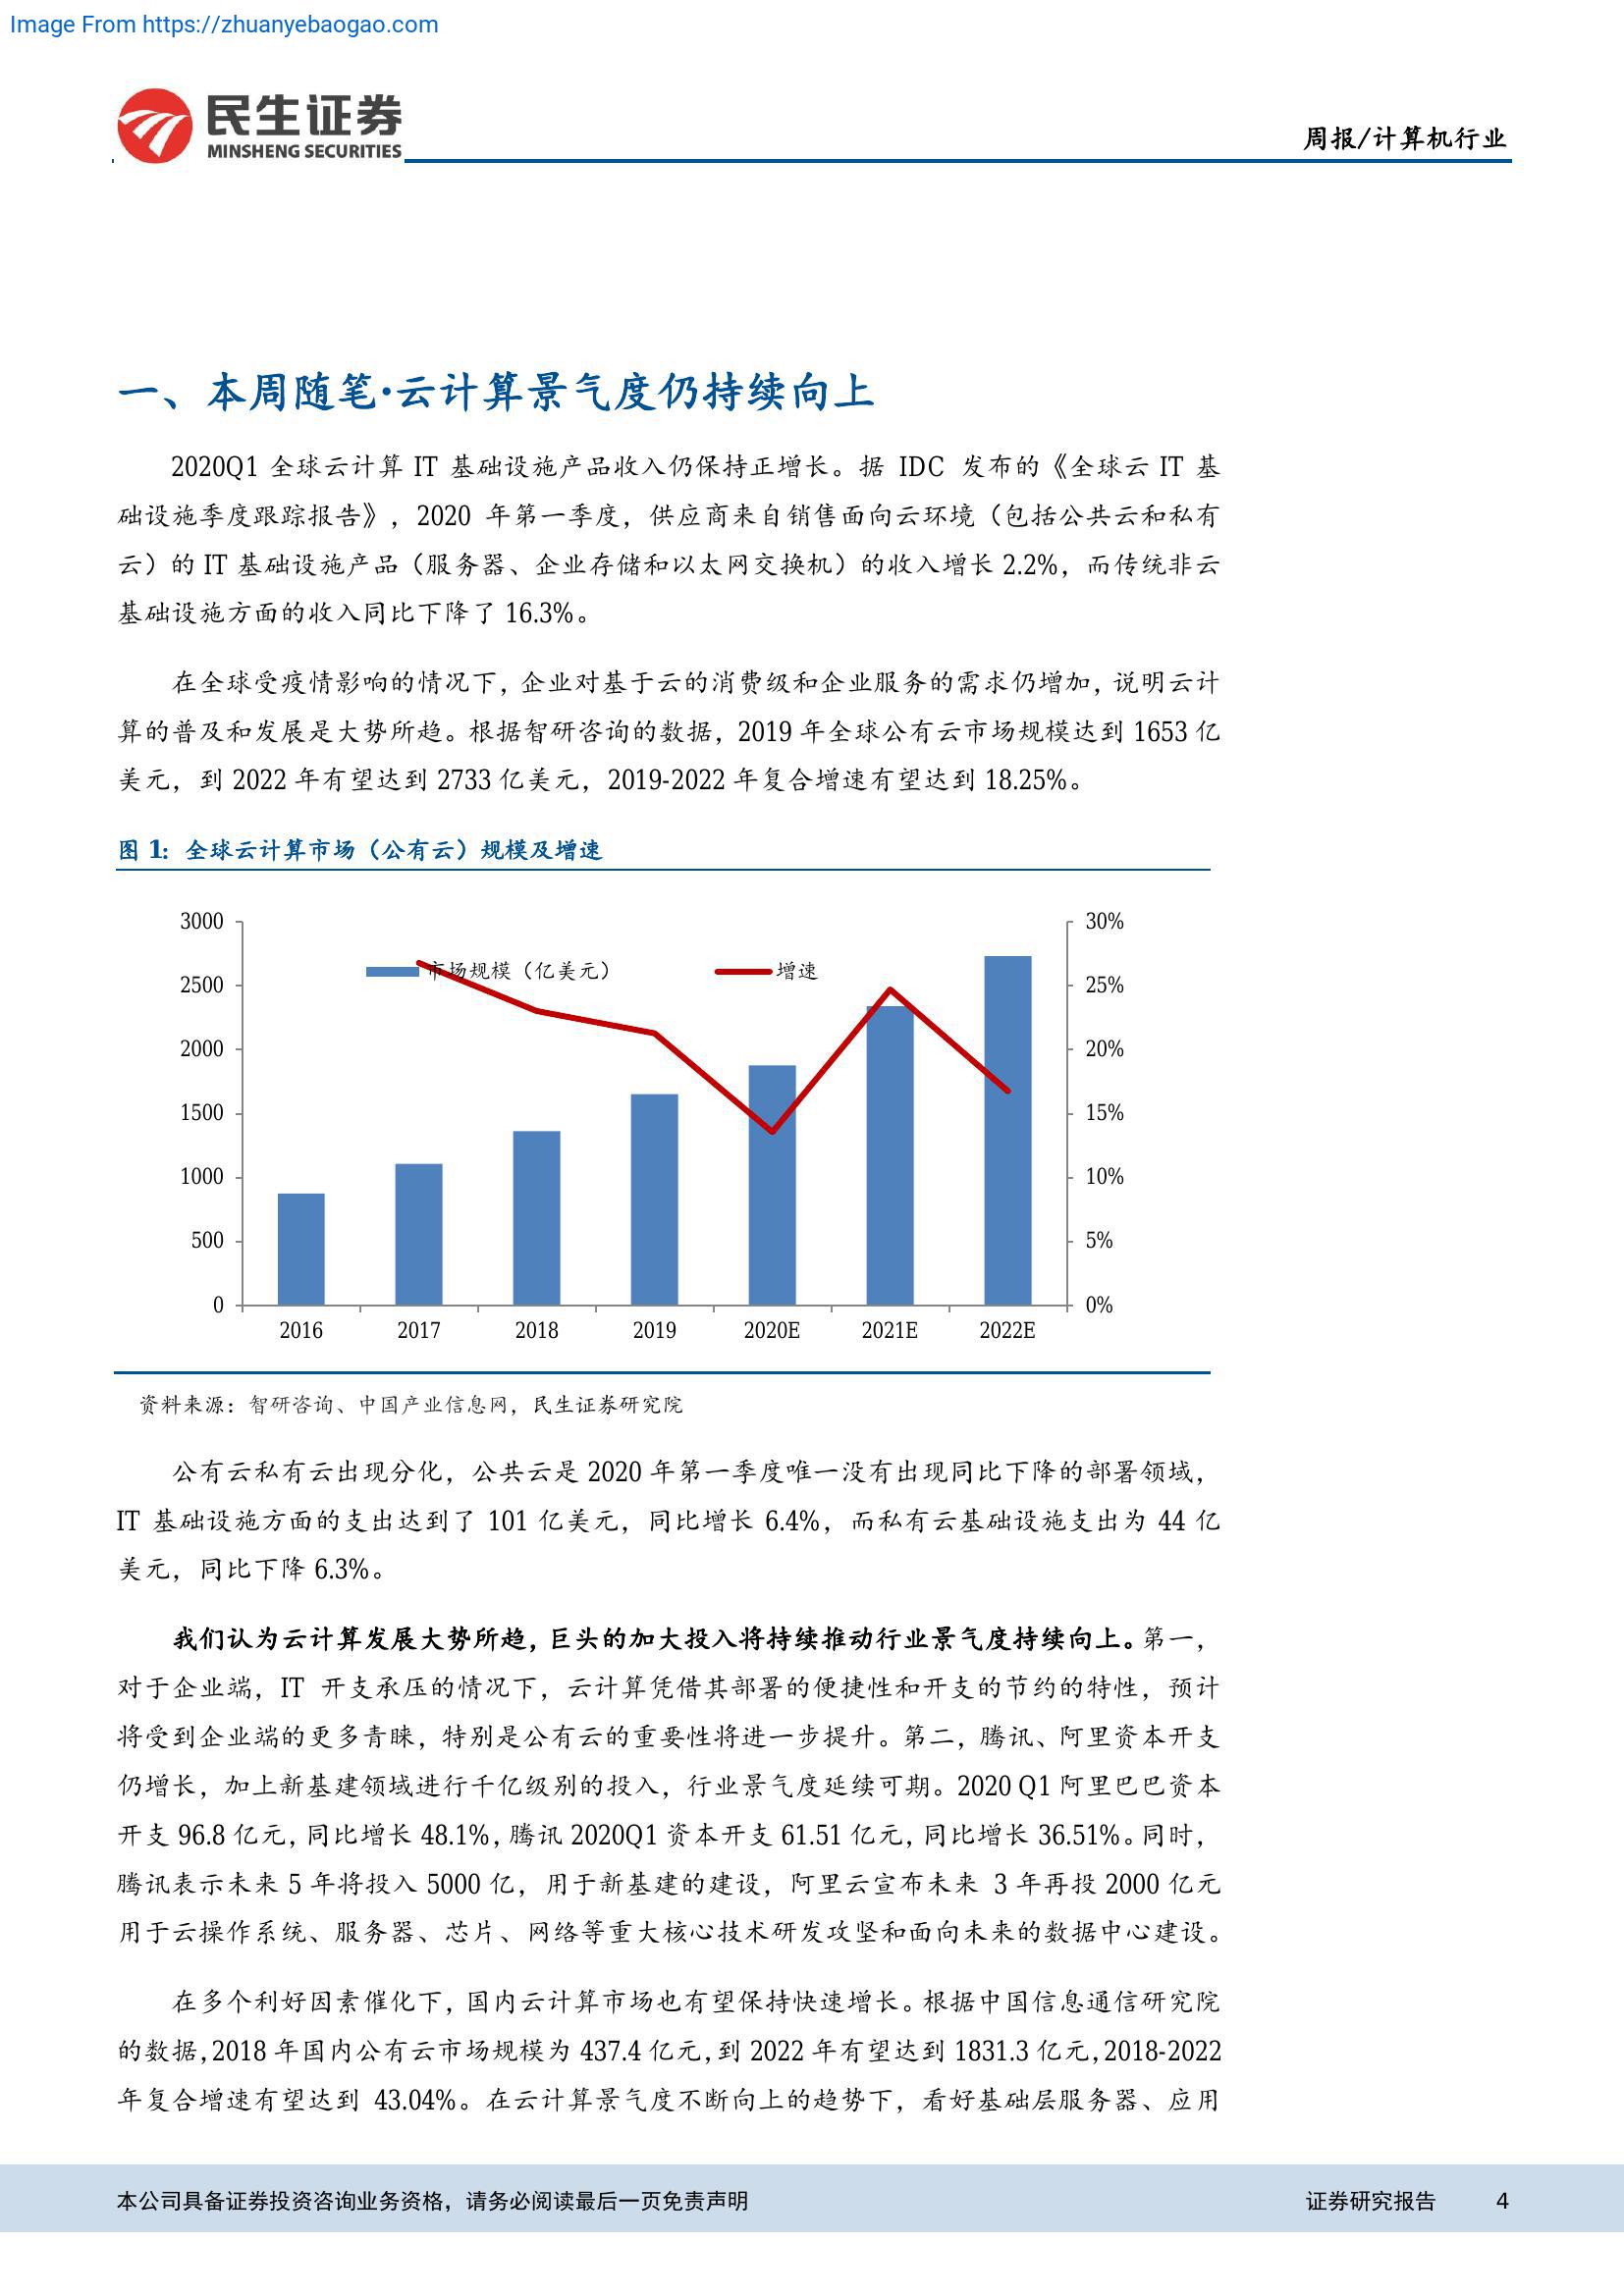 Image From https://zhuanyebaogao.com
民生证券
MINSHENG SECURITIES
周报/计算机行业
一、本周随笔·云计算景气度仍持续向上
2020Q1 全球云计算 IT 基础设施产品收入仍保持正增长。据 IDC 发布的《全球云 IT 基
础设施季度跟踪报告》，2020 年第一季度，供应商来自销售面向云环境（包括公共云和私有
云）的 IT 基础设施产品（服务器、企业存储和以太网交换机）的收入增长 2.2%，而传统非云
基础设施方面的收入同比下降了 16.3%。
在全球受疫情影响的情况下，企业对基于云的消费级和企业服务的需求仍增加，说明云计
算的普及和发展是大势所趋。根据智研咨询的数据，2019 年全球公有云市场规模达到 1653 亿
美元，到 2022 年有望达到 2733 亿美元，2019-2022 年复合增速有望达到 18.25%。
图 1：全球云计算市场（公有云）规模及增速
3000
2500
2000
1500
1000
500
0
市场规模（亿美元）
增速
30%
25%
20%
15%
10%
5%
0%
2016 2017 2018 2019 2020E 2021E 2022E
资料来源：智研咨询、中国产业信息网，民生证券研究院
公有云私有云出现分化，公共云是 2020 年第一季度唯一没有出现同比下降的部署领域，
IT 基础设施方面的支出达到了 101 亿美元，同比增长 6.4%，而私有云基础设施支出为 44 亿
美元，同比下降 6.3%。
我们认为云计算发展大势所趋，巨头的加大投入将持续推动行业景气度持续向上。第一，
对于企业端，IT 开支承压的情况下，云计算凭借其部署的便捷性和开支的节约的特性，预计
将受到企业端的更多青睐，特别是公有云的重要性将进一步提升。第二，腾讯、阿里资本开支
仍增长，加上新基建领域进行千亿级别的投入，行业景气度延续可期。2020 Q1 阿里巴巴资本
开支 96.8 亿元，同比增长 48.1%，腾讯 2020Q1 资本开支 61.51 亿元，同比增长 36.51%。同时，
腾讯表示未来 5 年将投入 5000 亿，用于新基建的建设，阿里云宣布未来 3 年再投 2000 亿元
用于云操作系统、服务器、芯片、网络等重大核心技术研发攻坚和面向未来的数据中心建设。
在多个利好因素催化下，国内云计算市场也有望保持快速增长。根据中国信息通信研究院
的数据，2018 年国内公有云市场规模为 437.4 亿元，到 2022 年有望达到 1831.3 亿元，2018-2022
年复合增速有望达到 43.04%。在云计算景气度不断向上的趋势下，看好基础层服务器、应用
本公司具备证券投资咨询业务资格，请务必阅读最后一页免责声明
证券研究报告 4